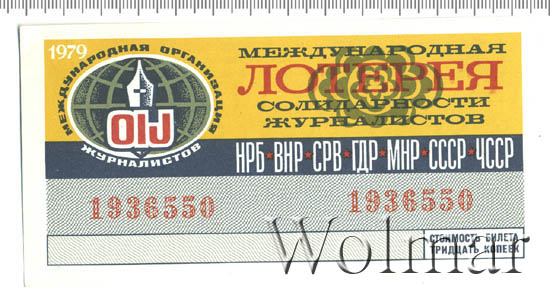 1979
МЕЖДУНАРОДНАЯ ОРГАНИЗАЦИЯ
ЖУРНАЛИСТОВ
OIJ
МЕЖДУНАРОДНАЯ
ЛОТЕРЕЯ
СОЛИДАРНОСТИ
ЖУРНАЛИСТОВ
НРБ★ВНР★СРВ★ГДР★МНР★СССР★ЧССР
1936550
1936550
СТОИМОСТЬ БИЛЕТА
ТРИДЦАТЬ КОПЕЕК
Wolmar